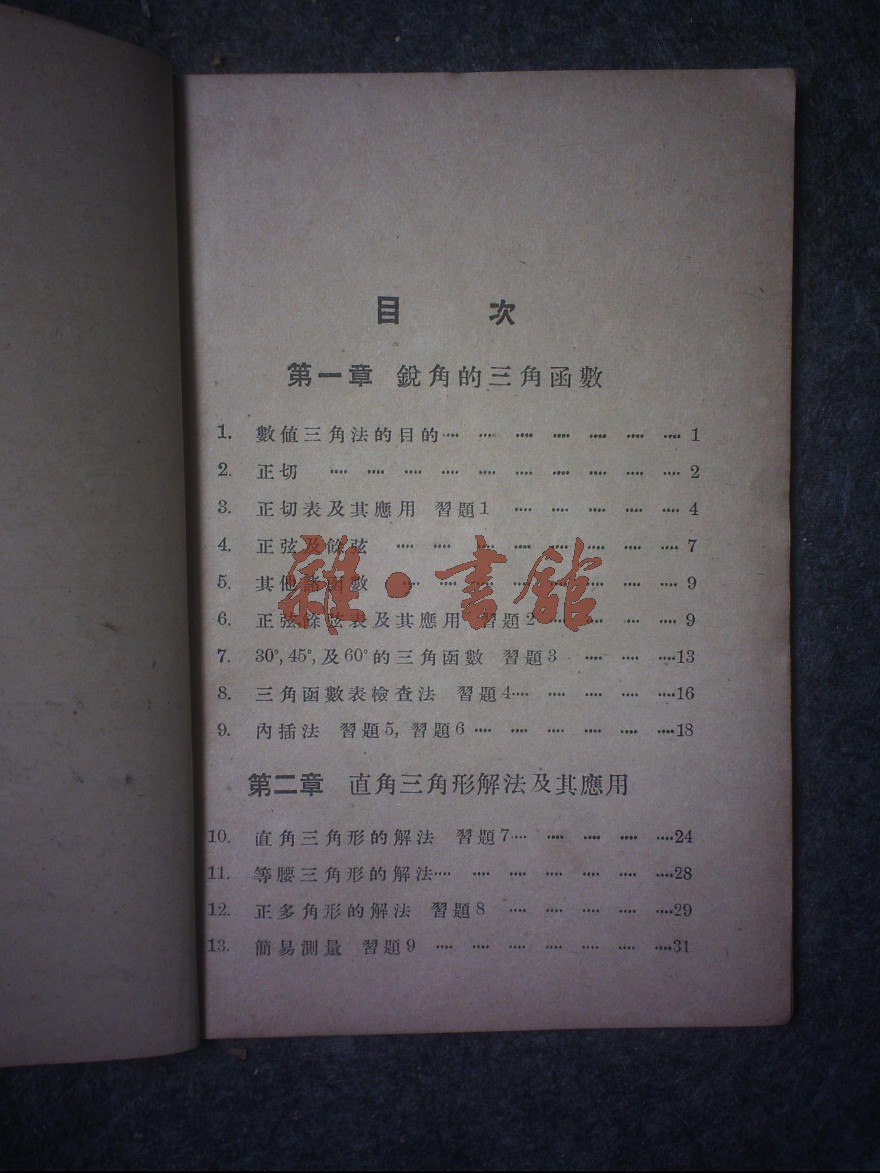 目次
第一章 銳角的三角函數
1. 數值三角法的目的………………………… 1
2. 正切 ………………………… 2
3. 正切表及其應用 習題1 ………………………… 4
4. 正弦及餘弦 ………………………… 7
5. 其他諸函數 ………………………… 9
6. 正弦餘弦表及其應用 習題2 ………………………… 9
7. 30°, 45°, 及60°的三角函數 習題3 …………………13
8. 三角函數表檢查法 習題4…………………16
9. 內插法 習題5, 習題6 …………………18
第二章 直角三角形解法及其應用
10. 直角三角形的解法 習題7…………………24
11. 等腰三角形的解法…………………28
12. 正多角形的解法 習題8 …………………29
13. 簡易測量 習題9 …………………31
雜·書館